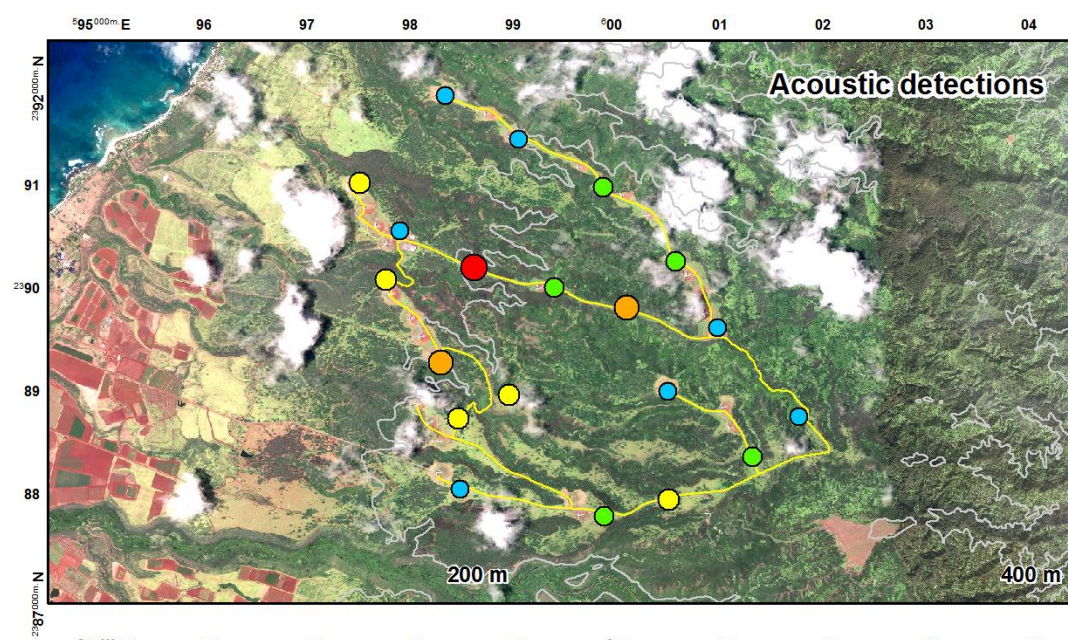 ⁵95⁰⁰⁰ᵐ·E 96 97 98 99 ⁶00 01 02 03 04
Acoustic detections
²³92⁰⁰⁰ᵐ·N
91
²³90
89
88
²³87⁰⁰⁰ᵐ·N
200 m
400 m